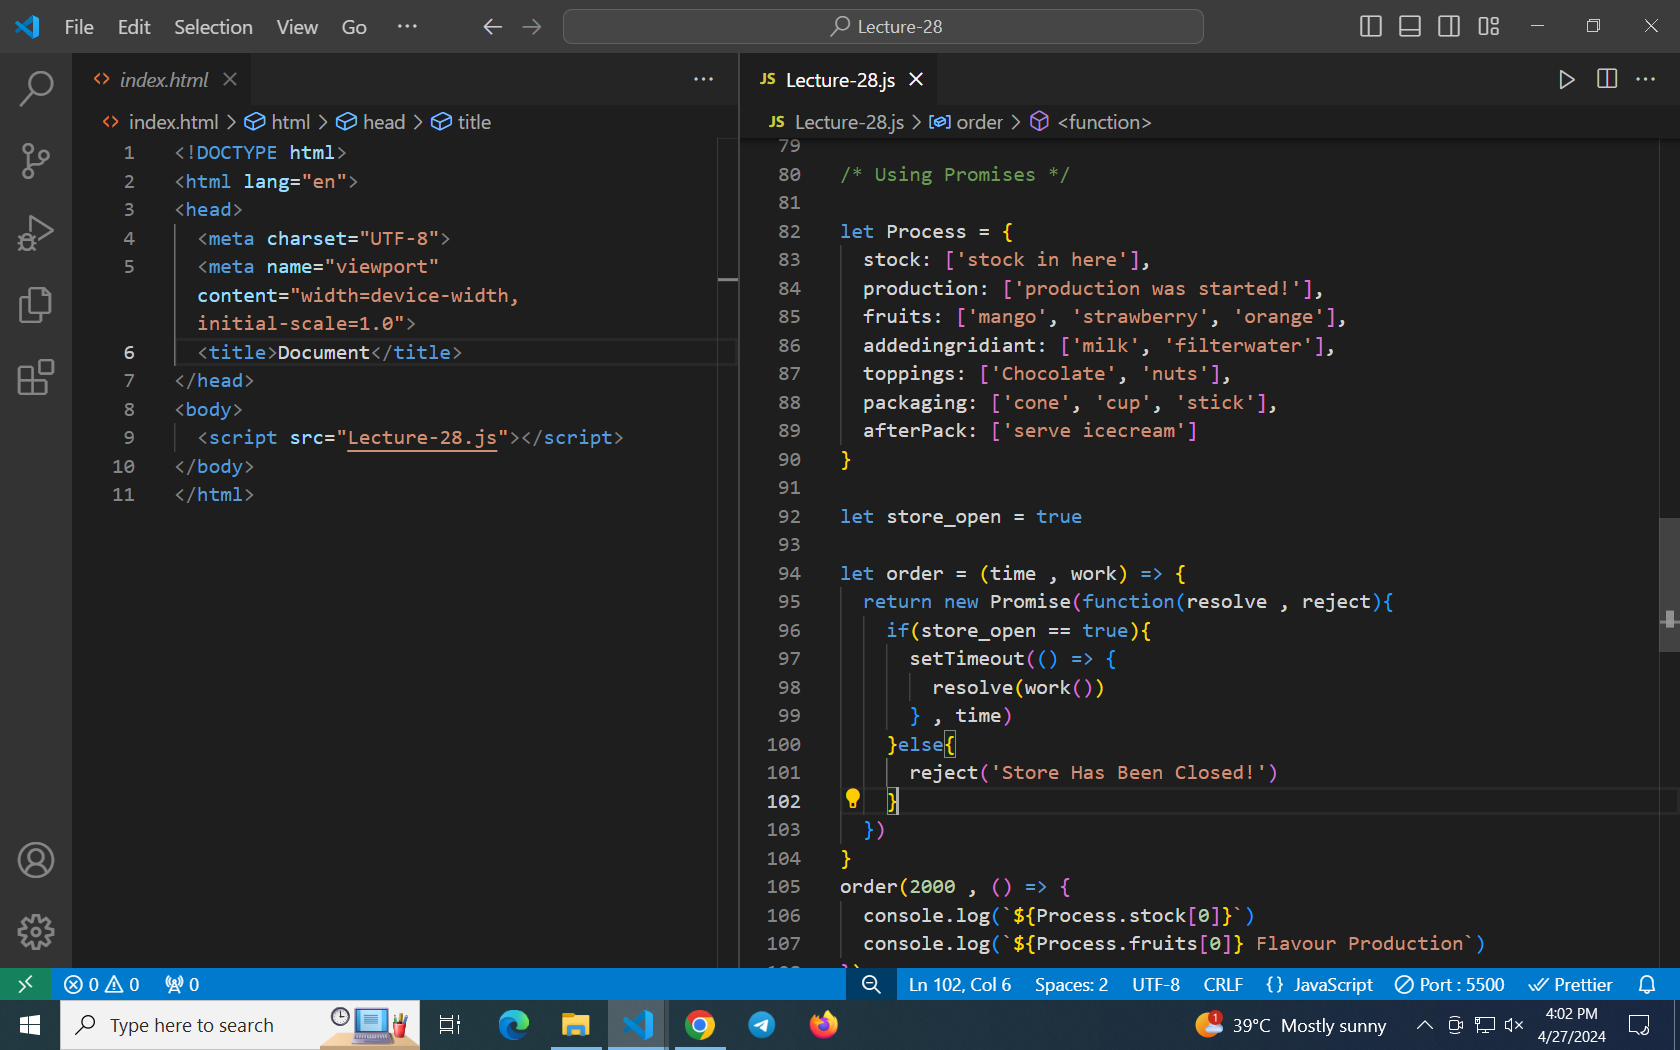 File Edit Selection View Go ··· Lecture-28
index.html
index.html > html > head > title
1 <!DOCTYPE html>
2 <html lang="en">
3 <head>
4 <meta charset="UTF-8">
5 <meta name="viewport"
content="width=device-width,
initial-scale=1.0">
6 <title>Document</title>
7 </head>
8 <body>
9 <script src="Lecture-28.js"></script>
10 </body>
11 </html>
JS Lecture-28.js
JS Lecture-28.js > order > <function>
79
80 /* Using Promises */
81
82 let Process = {
83 stock: ['stock in here'],
84 production: ['production was started!'],
85 fruits: ['mango', 'strawberry', 'orange'],
86 addedingridiant: ['milk', 'filterwater'],
87 toppings: ['Chocolate', 'nuts'],
88 packaging: ['cone', 'cup', 'stick'],
89 afterPack: ['serve icecream']
90 }
91
92 let store_open = true
93
94 let order = (time , work) => {
95 return new Promise(function(resolve , reject){
96 if(store_open == true){
97 setTimeout(() => {
98 resolve(work())
99 } , time)
100 }else{
101 reject('Store Has Been Closed!')
102 }
103 })
104 }
105 order(2000 , () => {
106 console.log(`${Process.stock[0]}`)
107 console.log(`${Process.fruits[0]} Flavour Production`)
0 0 0 Ln 102, Col 6 Spaces: 2 UTF-8 CRLF {} JavaScript Port : 5500 Prettier
Type here to search 1 39°C Mostly sunny 4:02 PM
4/27/2024